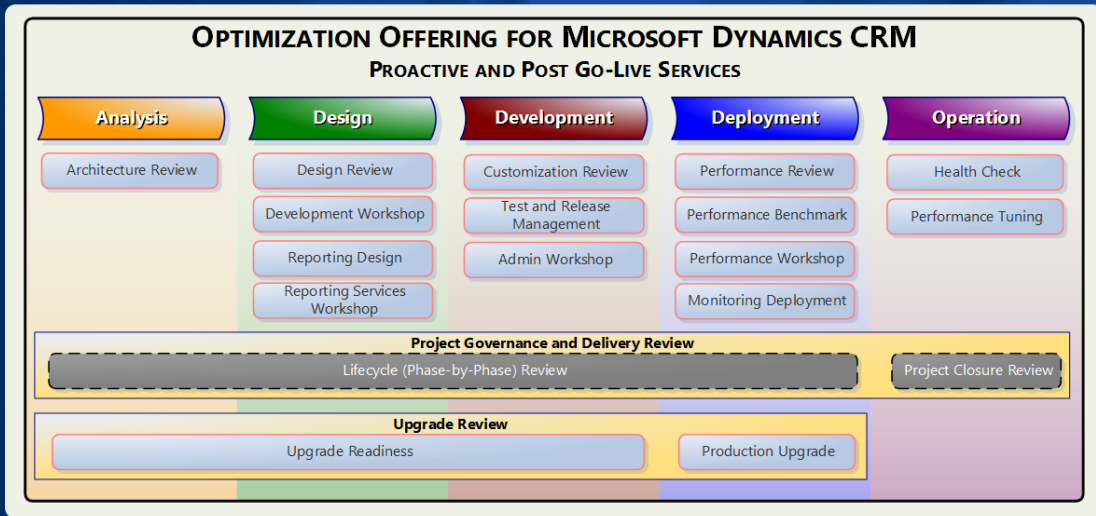 OPTIMIZATION OFFERING FOR MICROSOFT DYNAMICS CRM
PROACTIVE AND POST GO-LIVE SERVICES
Analysis
Design
Development
Deployment
Operation
Architecture Review
Design Review
Development Workshop
Reporting Design
Reporting Services
Workshop
Customization Review
Test and Release
Management
Admin Workshop
Performance Review
Performance Benchmark
Performance Workshop
Monitoring Deployment
Health Check
Performance Tuning
Project Governance and Delivery Review
Lifecycle (Phase-by-Phase) Review
Project Closure Review
Upgrade Review
Upgrade Readiness
Production Upgrade